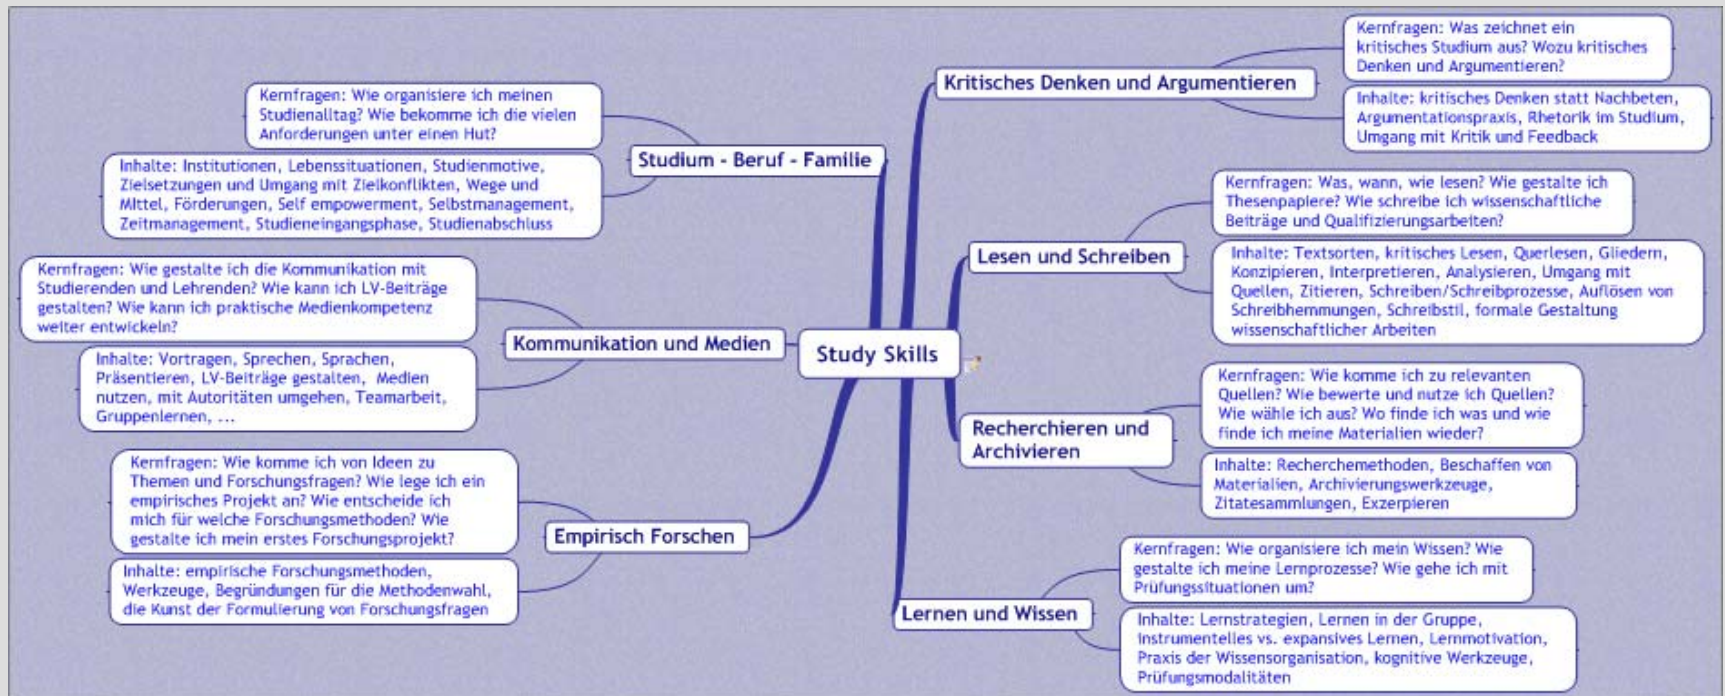 Study Skills
Kritisches Denken und Argumentieren
Kernfragen: Was zeichnet ein
kritisches Studium aus? Wozu kritisches
Denken und Argumentieren?
Inhalte: kritisches Denken statt Nachbeten,
Argumentationspraxis, Rhetorik im Studium,
Umgang mit Kritik und Feedback
Lesen und Schreiben
Kernfragen: Was, wann, wie lesen? Wie gestalte ich
Thesenpapiere? Wie schreibe ich wissenschaftliche
Beiträge und Qualifizierungsarbeiten?
Inhalte: Textsorten, kritisches Lesen, Querlesen, Gliedern,
Konzipieren, Interpretieren, Analysieren, Umgang mit
Quellen, Zitieren, Schreiben/Schreibprozesse, Auflösen von
Schreibhemmungen, Schreibstil, formale Gestaltung
wissenschaftlicher Arbeiten
Recherchieren und
Archivieren
Kernfragen: Wie komme ich zu relevanten
Quellen? Wie bewerte und nutze ich Quellen?
Wie wähle ich aus? Wo finde ich was und wie
finde ich meine Materialien wieder?
Inhalte: Recherchemethoden, Beschaffen von
Materialien, Archivierungswerkzeuge,
Zitatesammlungen, Exzerpieren
Lernen und Wissen
Kernfragen: Wie organisiere ich mein Wissen? Wie
gestalte ich meine Lernprozesse? Wie gehe ich mit
Prüfungssituationen um?
Inhalte: Lernstrategien, Lernen in der Gruppe,
instrumentelles vs. expansives Lernen, Lernmotivation,
Praxis der Wissensorganisation, kognitive Werkzeuge,
Prüfungsmodalitäten
Studium - Beruf - Familie
Kernfragen: Wie organisiere ich meinen
Studienalltag? Wie bekomme ich die vielen
Anforderungen unter einen Hut?
Inhalte: Institutionen, Lebenssituationen, Studienmotive,
Zielsetzungen und Umgang mit Zielkonflikten, Wege und
MIttel, Förderungen, Self empowerment, Selbstmanagement,
Zeitmanagement, Studieneingangsphase, Studienabschluss
Kommunikation und Medien
Kernfragen: Wie gestalte ich die Kommunikation mit
Studierenden und Lehrenden? Wie kann ich LV-Beiträge
gestalten? Wie kann ich praktische Medienkompetenz
weiter entwickeln?
Inhalte: Vortragen, Sprechen, Sprachen,
Präsentieren, LV-Beiträge gestalten, Medien
nutzen, mit Autoritäten umgehen, Teamarbeit,
Gruppenlernen, ...
Empirisch Forschen
Kernfragen: Wie komme ich von Ideen zu
Themen und Forschungsfragen? Wie lege ich ein
empirisches Projekt an? Wie entscheide ich
mich für welche Forschungsmethoden? Wie
gestalte ich mein erstes Forschungsprojekt?
Inhalte: empirische Forschungsmethoden,
Werkzeuge, Begründungen für die Methodenwahl,
die Kunst der Formulierung von Forschungsfragen